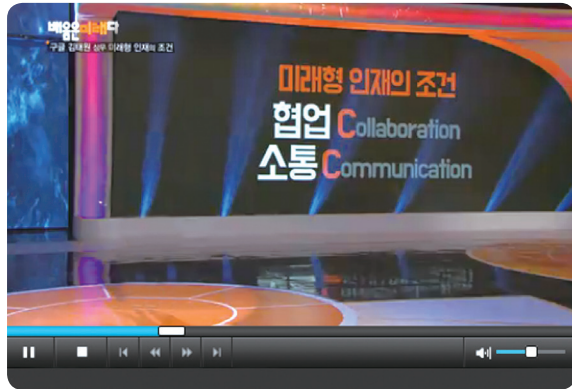 배움은미래다
구글 김태원 상무 미래형 인재의 조건
미래형 인재의 조건
협업 Collaboration
소통 Communication